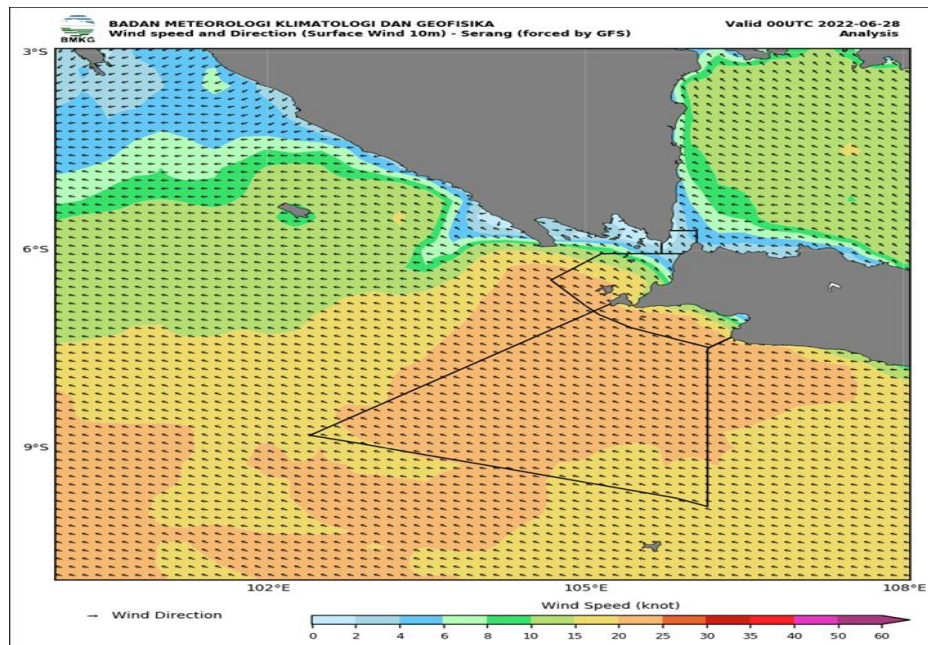 BADAN METEOROLOGI KLIMATOLOGI DAN GEOFISIKA
Wind speed and Direction (Surface Wind 10m) - Serang (forced by GFS)
Valid 00UTC 2022-06-28
Analysis
BMKG
3°S
6°S
9°S
102°E 105°E 108°E
Wind Direction
Wind Speed (knot)
0 2 4 6 8 10 15 20 25 30 35 40 50 60